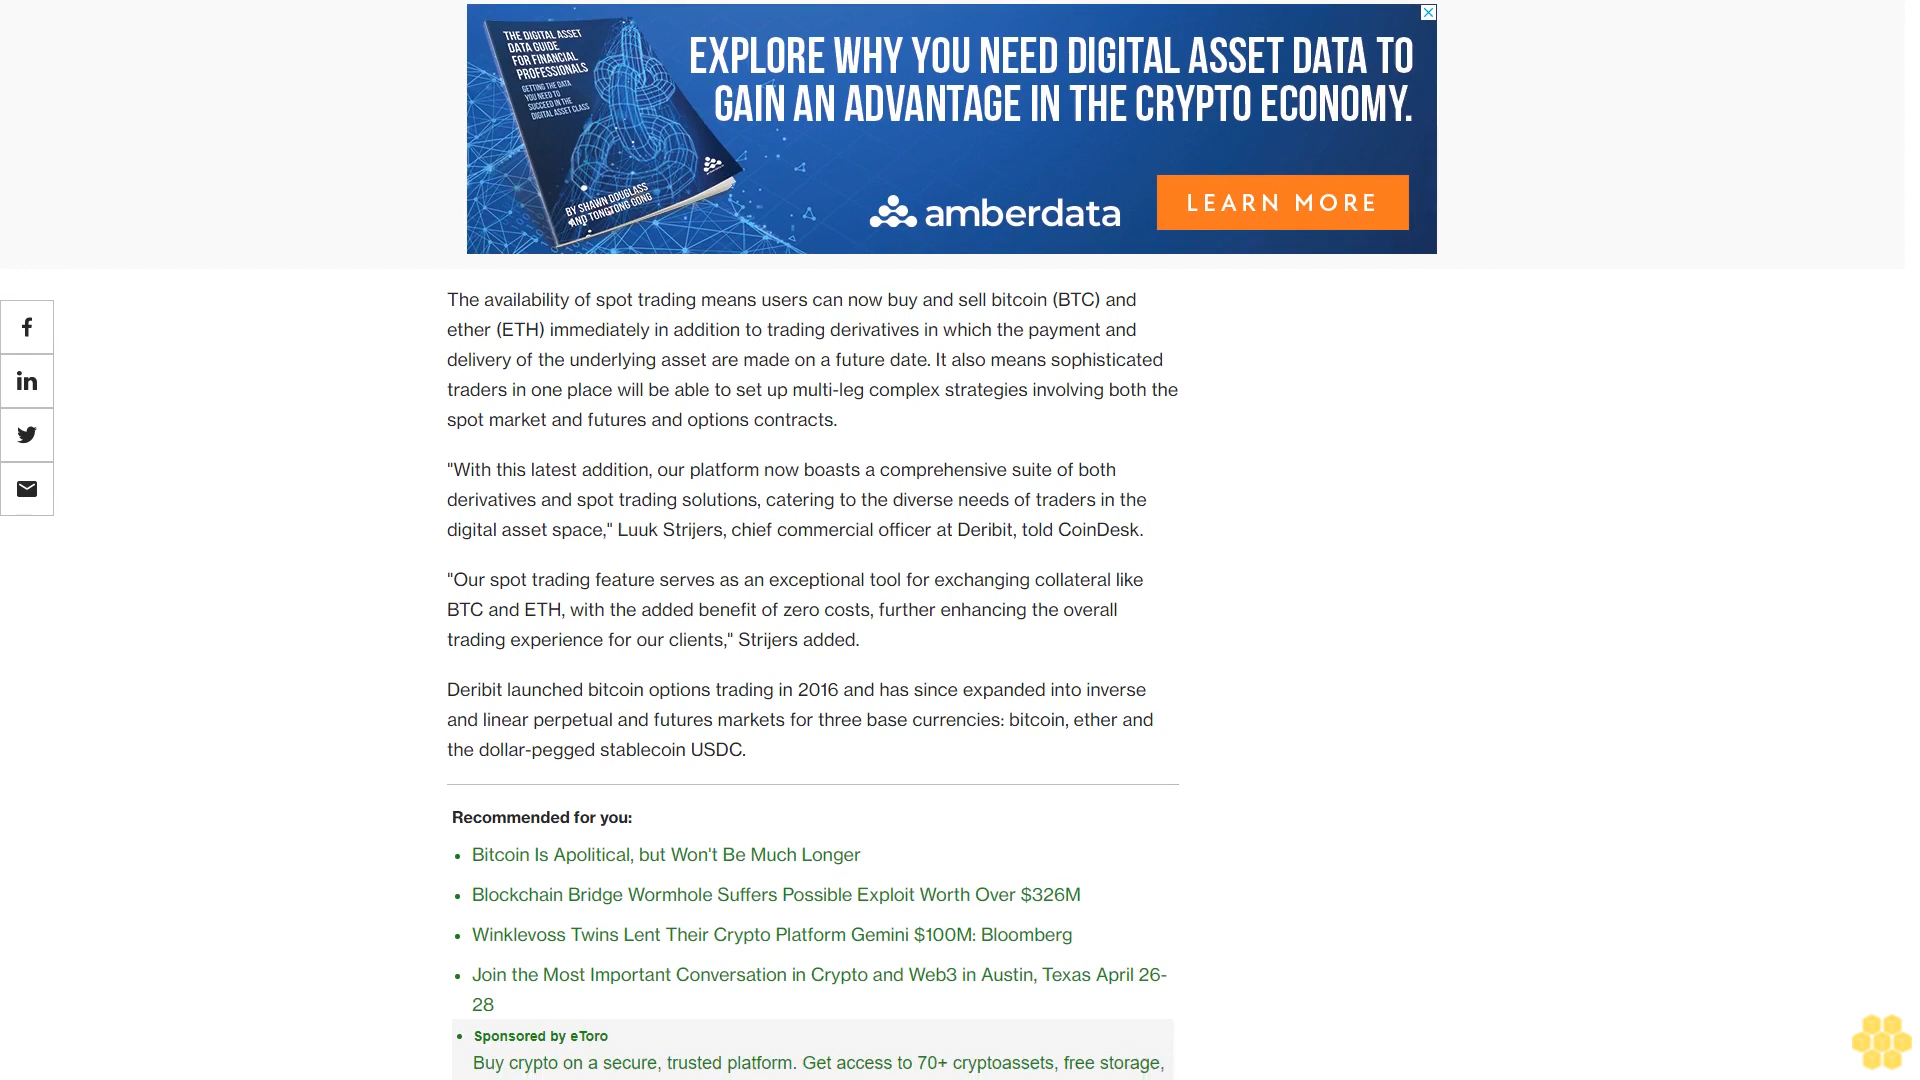 THE DIGITAL ASSET
DATA GUIDE
FOR FINANCIAL
PROFESSIONALS
GETTING THE DATA
YOU NEED TO
SUCCEED IN THE
DIGITAL ASSET CLASS
BY SHAWN DOUGLASS
AND TONGTONG GONG
EXPLORE WHY YOU NEED DIGITAL ASSET DATA TO
GAIN AN ADVANTAGE IN THE CRYPTO ECONOMY.
amberdata
LEARN MORE
The availability of spot trading means users can now buy and sell bitcoin (BTC) and
ether (ETH) immediately in addition to trading derivatives in which the payment and
delivery of the underlying asset are made on a future date. It also means sophisticated
traders in one place will be able to set up multi-leg complex strategies involving both the
spot market and futures and options contracts.
"With this latest addition, our platform now boasts a comprehensive suite of both
derivatives and spot trading solutions, catering to the diverse needs of traders in the
digital asset space," Luuk Strijers, chief commercial officer at Deribit, told CoinDesk.
"Our spot trading feature serves as an exceptional tool for exchanging collateral like
BTC and ETH, with the added benefit of zero costs, further enhancing the overall
trading experience for our clients," Strijers added.
Deribit launched bitcoin options trading in 2016 and has since expanded into inverse
and linear perpetual and futures markets for three base currencies: bitcoin, ether and
the dollar-pegged stablecoin USDC.
Recommended for you:
• Bitcoin Is Apolitical, but Won't Be Much Longer
• Blockchain Bridge Wormhole Suffers Possible Exploit Worth Over $326M
• Winklevoss Twins Lent Their Crypto Platform Gemini $100M: Bloomberg
• Join the Most Important Conversation in Crypto and Web3 in Austin, Texas April 26-
28
• Sponsored by eToro
Buy crypto on a secure, trusted platform. Get access to 70+ cryptoassets, free storage,